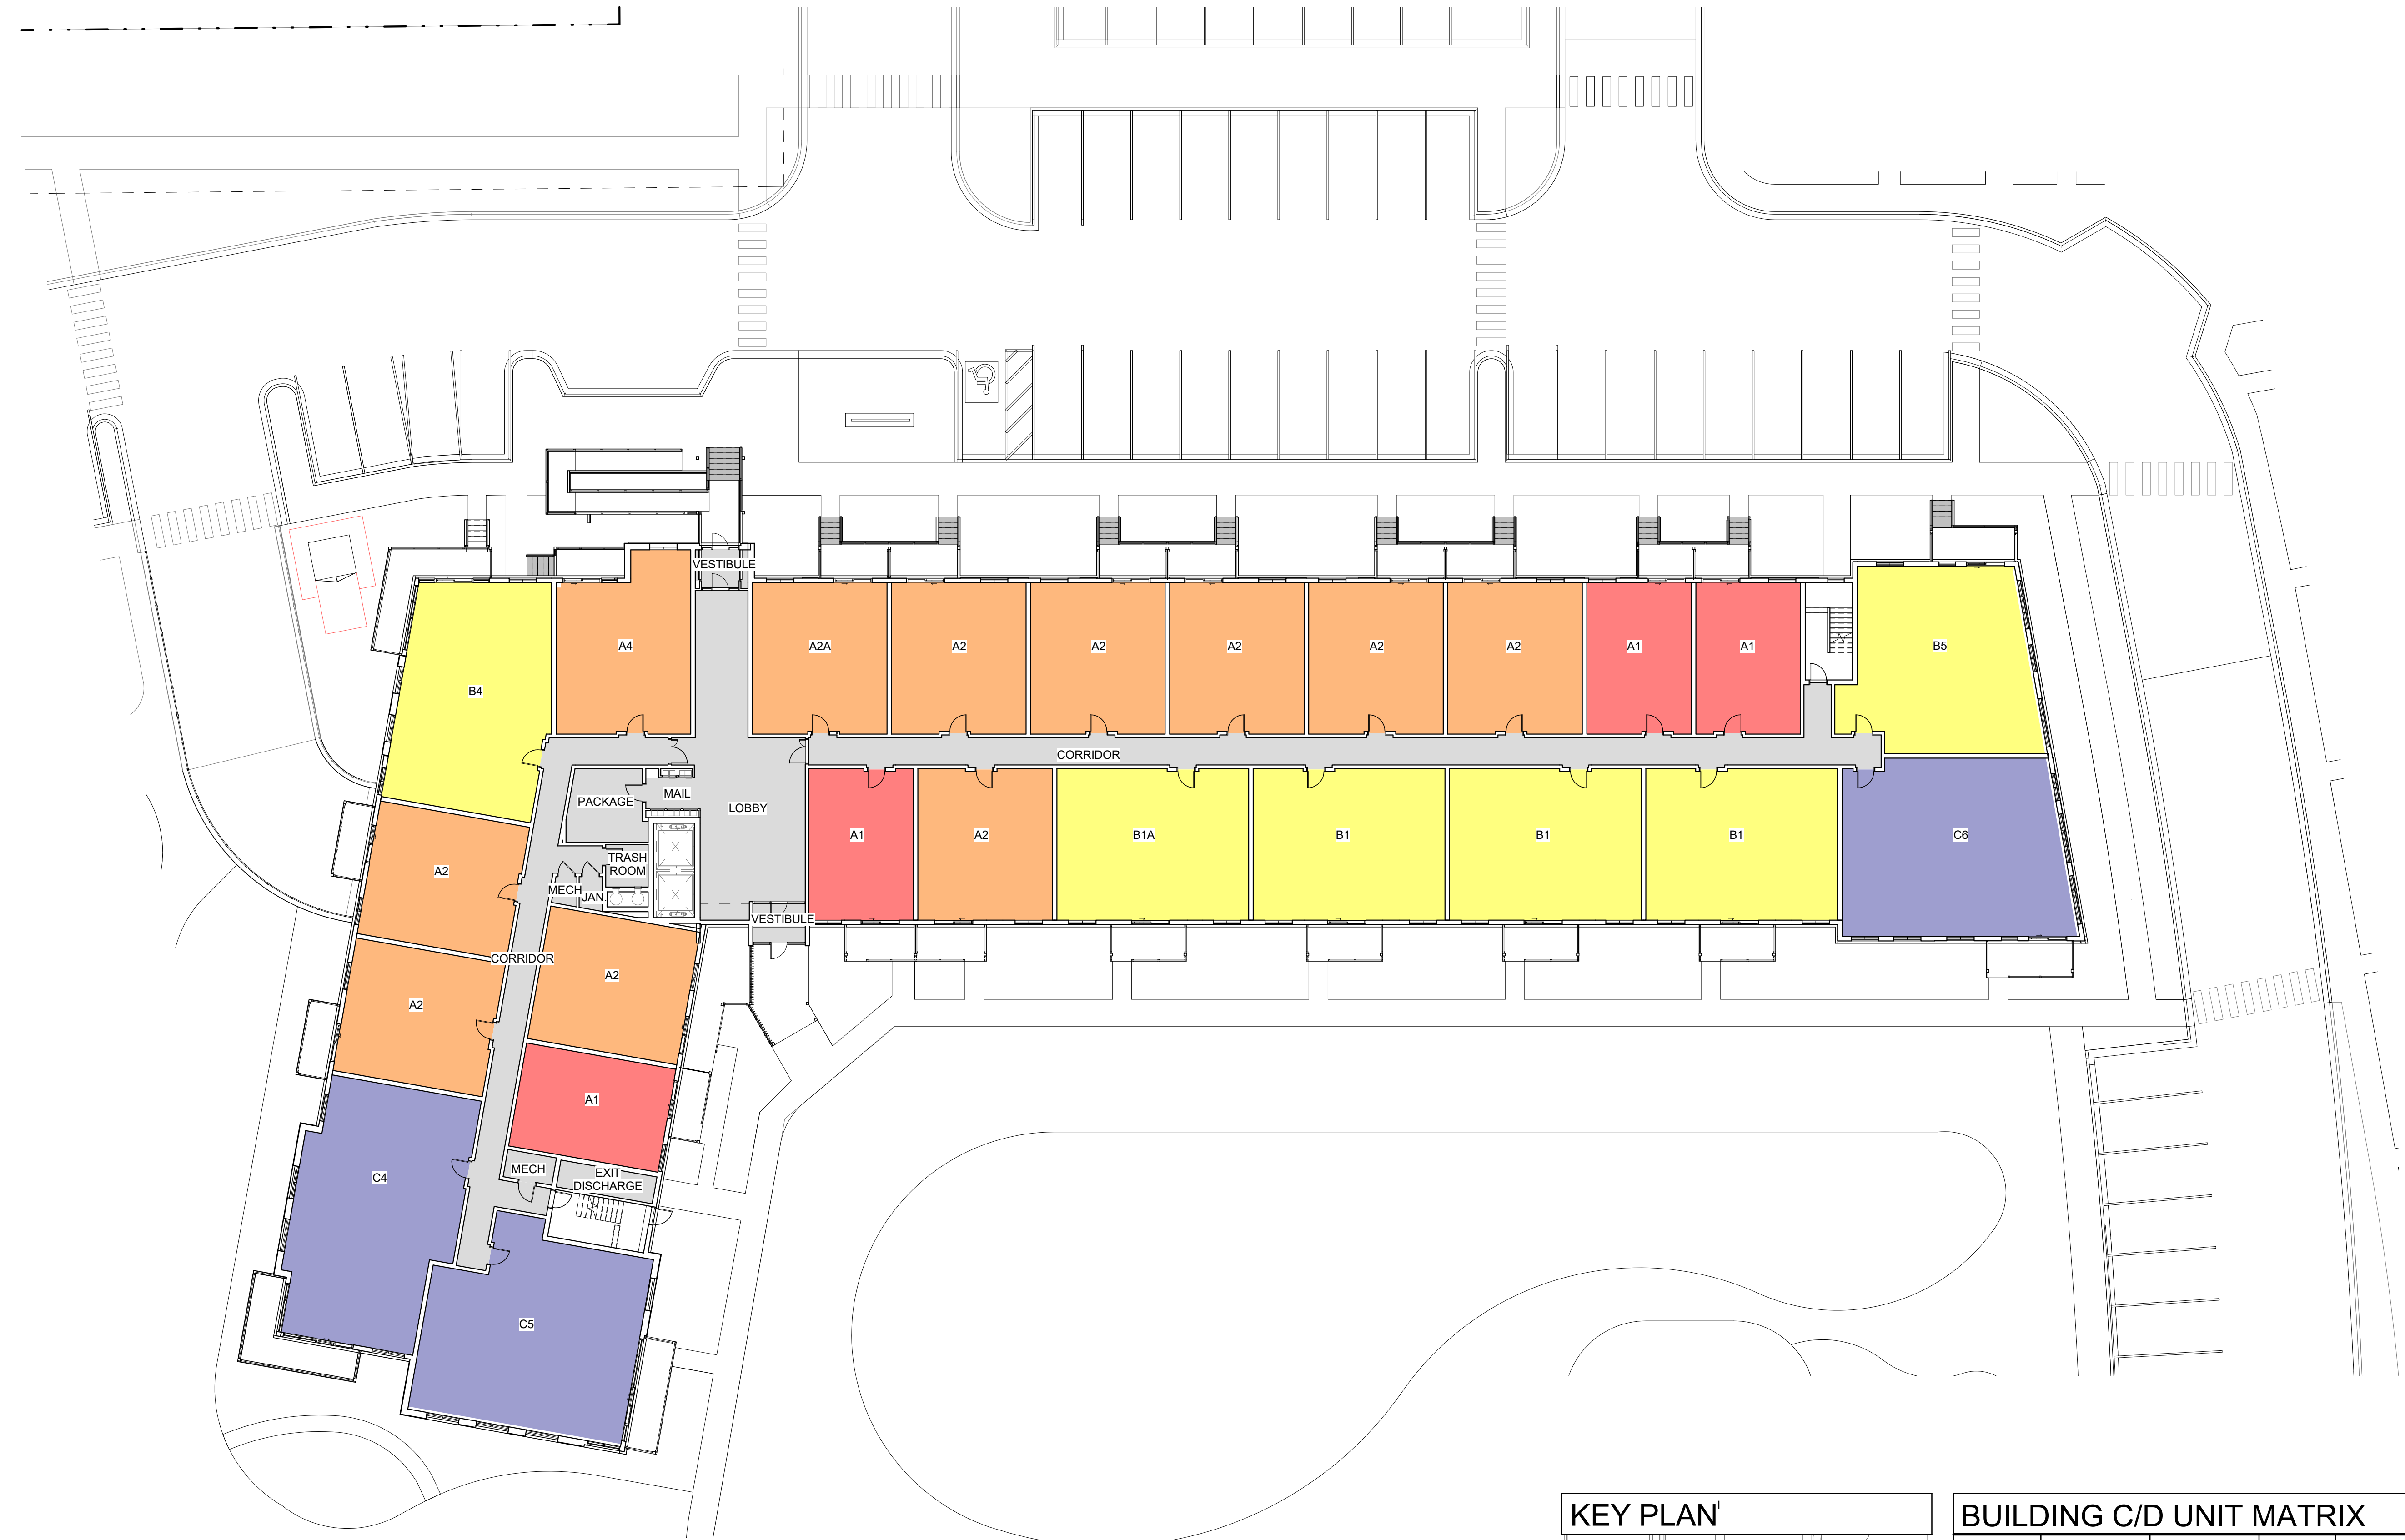 VESTIBULE
A4
A2A
A2
A2
A2
A2
A2
A1
A1
B5
B4
CORRIDOR
PACKAGE
MAIL
LOBBY
A1
A2
B1A
B1
B1
B1
C6
TRASH
ROOM
A2
MECH
JAN.
VESTIBULE
CORRIDOR
A2
A2
A1
MECH
EXIT
DISCHARGE
C4
C5
KEY PLAN
BUILDING C/D UNIT MATRIX